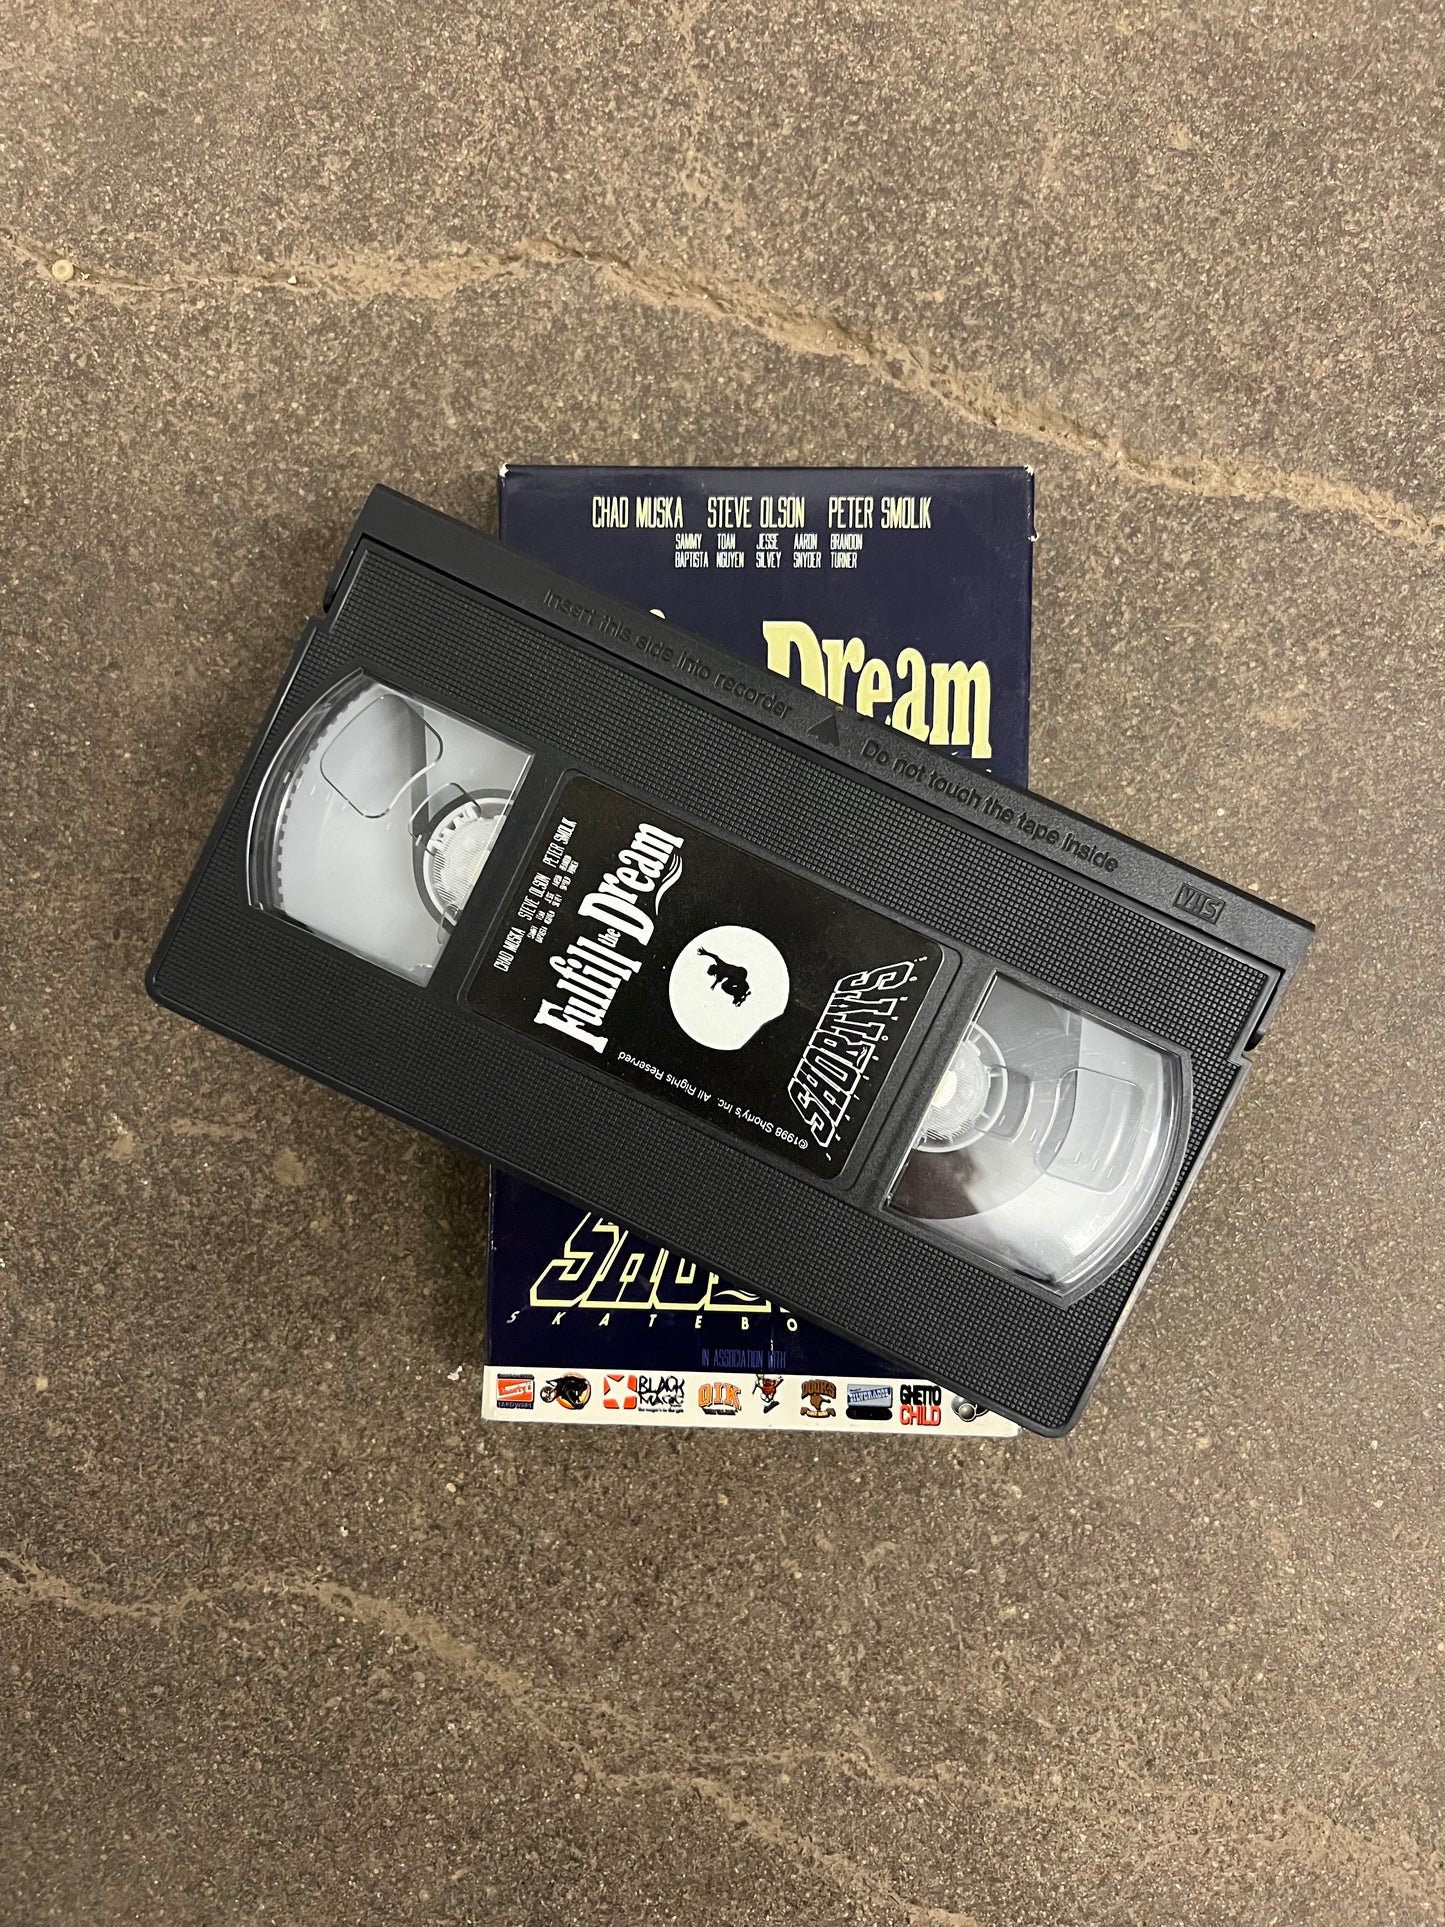 CHAD MUSKA STEVE OLSON PETER SMOLIK
SAMMY TOAN JESSE AARON BRANDON
BAPTISTA NGUYEN SILVEY SNYDER TURNER
Dream
Insert this side into recorder
Do not touch the tape inside
VHS
CHAD MUSKA STEVE OLSON PETER SMOLIK
Fulfill the
Dream
SHORTY'S
©1998 Shorty's Inc. All Rights Reserved
SKATEBO
IN ASSOCIATION WITH
BLACK
MAGIC
QIK
GHETTO
CHILD